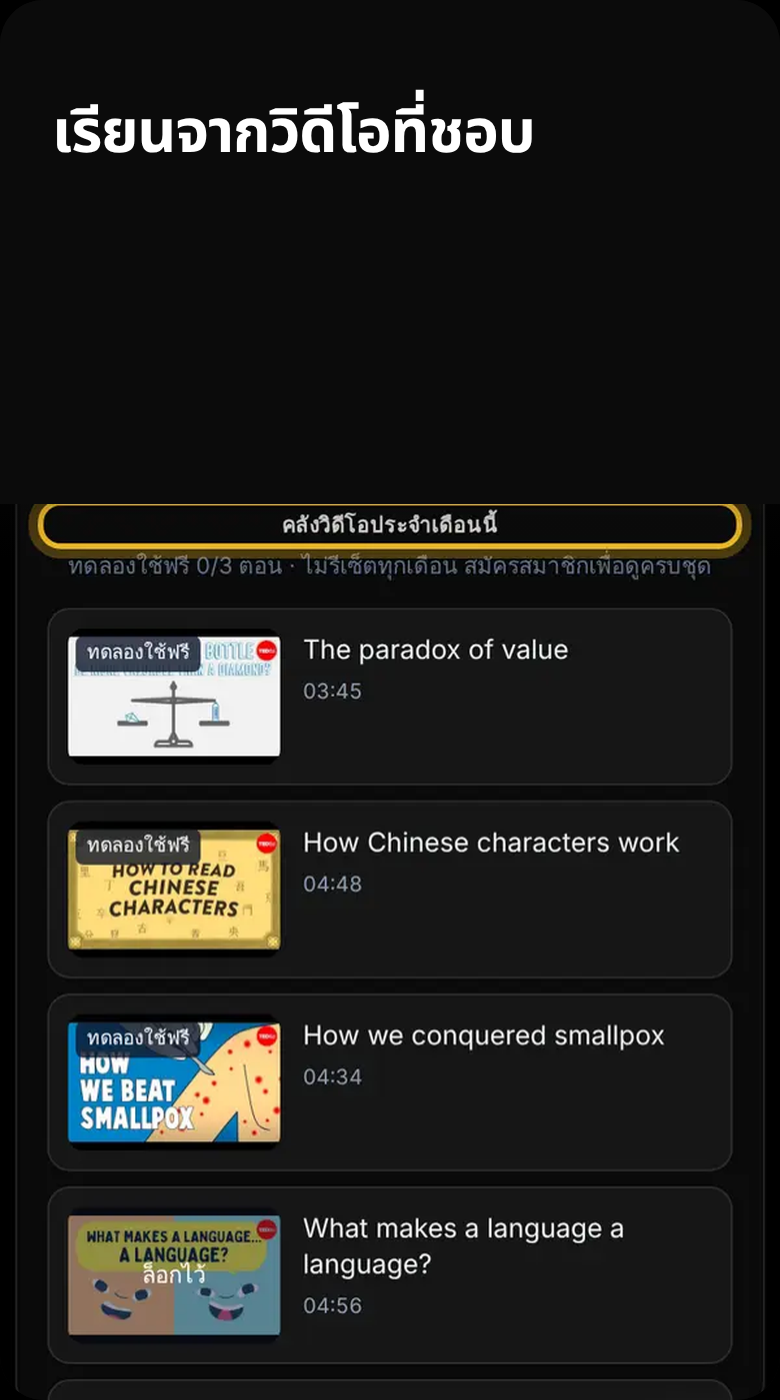 เรียนจากวิดีโอที่ชอบ
คลังวิดีโอประจำเดือนนี้
ทดลองใช้ฟรี 0/3 ตอน · ไม่รีเซ็ตทุกเดือน สมัครสมาชิกเพื่อดูครบชุด
ทดลองใช้ฟรี
BOTTLE
BE MORE VALUABLE THAN A DIAMOND?
The paradox of value
03:45
ทดลองใช้ฟรี
HOW TO READ
CHINESE
CHARACTERS
How Chinese characters work
04:48
ทดลองใช้ฟรี
HOW
WE BEAT
SMALLPOX
How we conquered smallpox
04:34
WHAT MAKES A LANGUAGE...
A LANGUAGE?
ล็อกไว้
What makes a language a
language?
04:56